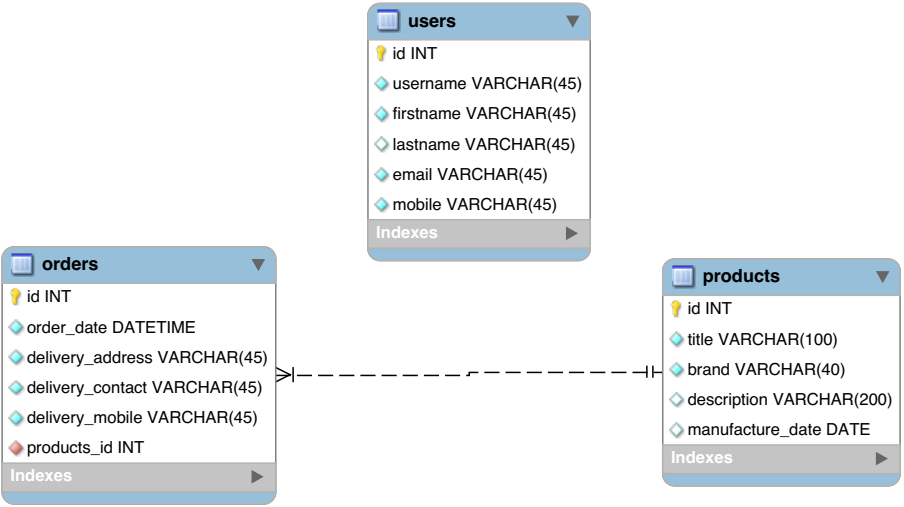 users
id INT
username VARCHAR(45)
firstname VARCHAR(45)
lastname VARCHAR(45)
email VARCHAR(45)
mobile VARCHAR(45)
Indexes
orders
id INT
order_date DATETIME
delivery_address VARCHAR(45)
delivery_contact VARCHAR(45)
delivery_mobile VARCHAR(45)
products_id INT
Indexes
products
id INT
title VARCHAR(100)
brand VARCHAR(40)
description VARCHAR(200)
manufacture_date DATE
Indexes